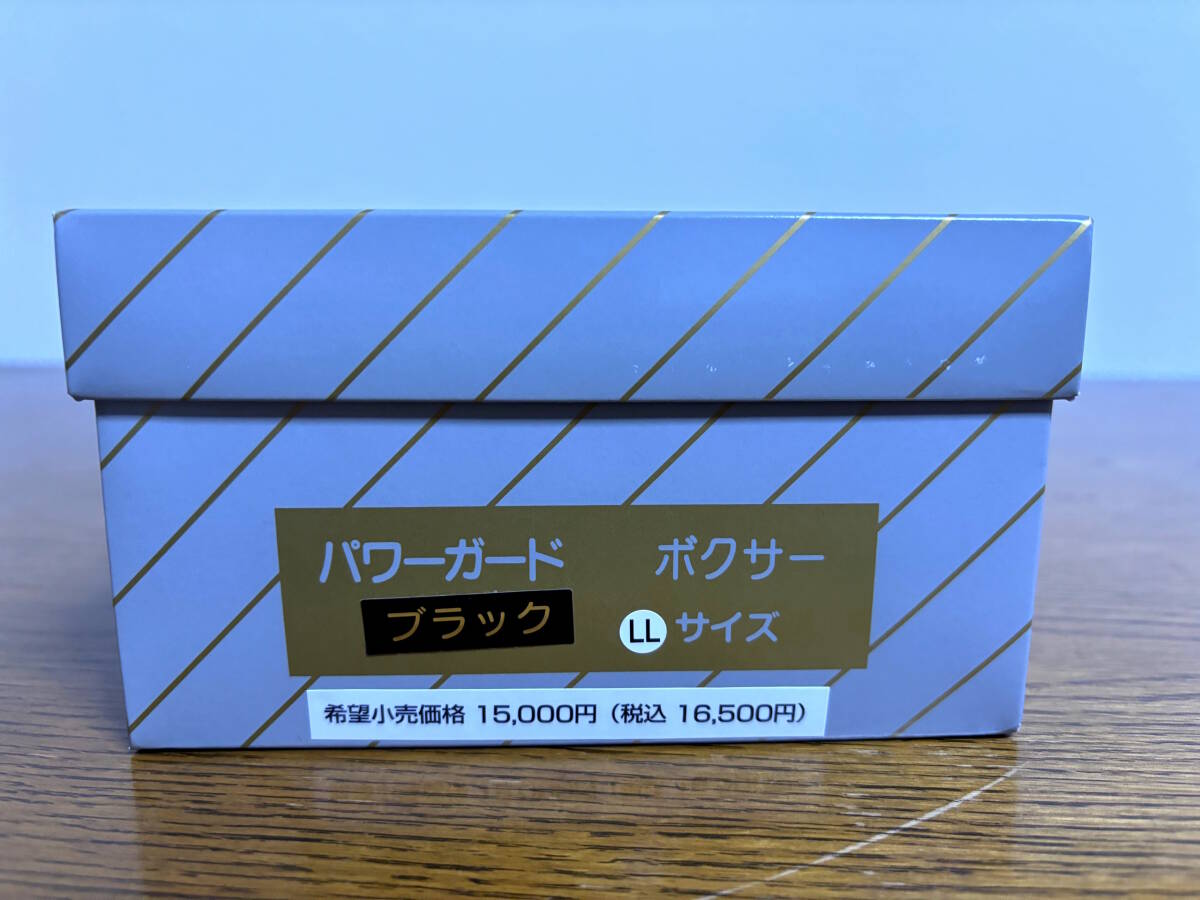 パワーガード ボクサー
ブラック LL サイズ
希望小売価格 15,000円（税込 16,500円）